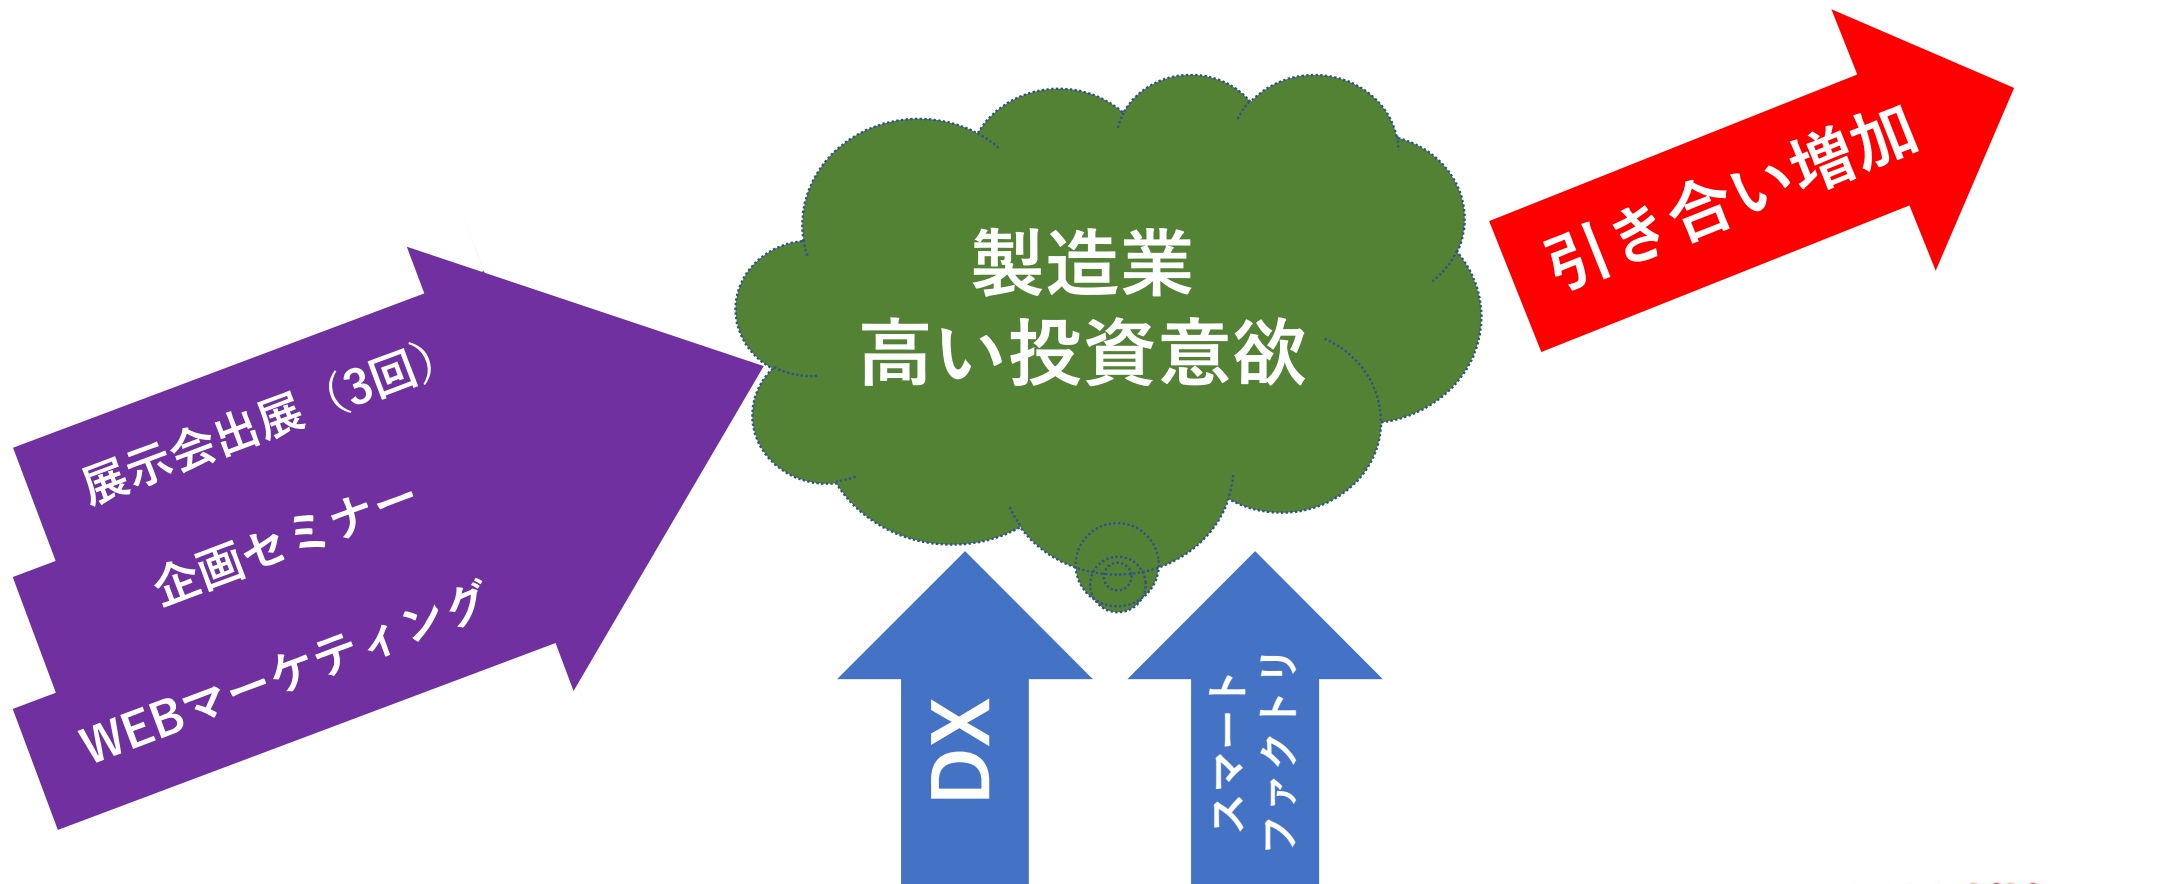 展示会出展（3回）
企画セミナー
WEBマーケティング
製造業
高い投資意欲
引き合い増加
DX
スマート
ファクトリ